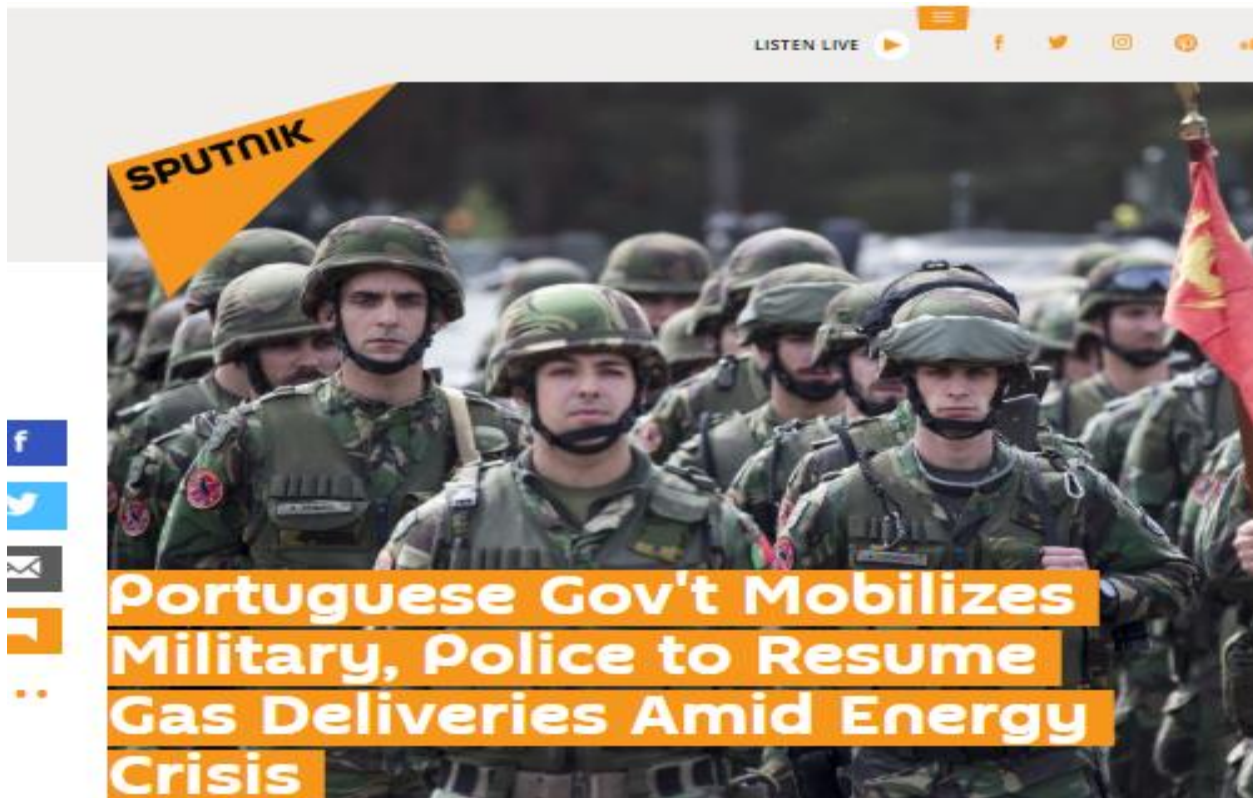 LISTEN LIVE
SPUTNIK
Portuguese Gov't Mobilizes
Military, Police to Resume
Gas Deliveries Amid Energy
Crisis